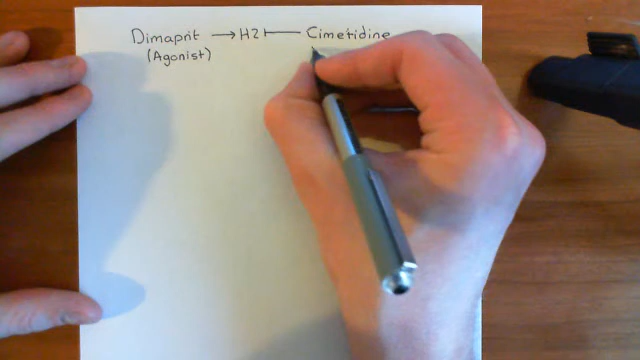 Dimaprit → H2 ⊢ Cimetidine
(Agonist)